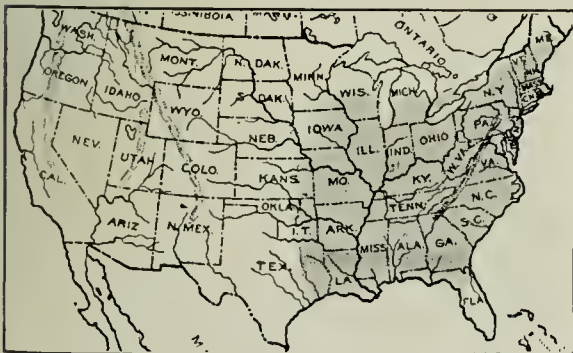 ASSINIBOIA
ONTARIO
WASH.
MONT.
N. DAK.
MINN.
ME.
VT.
N.H.
OREGON
IDAHO
WYO.
S. DAK.
WIS.
MICH.
N.Y.
MASS
NEV.
UTAH
COLO.
NEB.
IOWA
ILL.
IND.
OHIO
PA.
CAL.
KANS.
MO.
KY.
W. VA.
VA.
ARIZ
N. MEX.
OKLA.
I.T.
ARK.
TENN.
N.C.
S.C.
TEX.
LA.
MISS
ALA
GA.
FLA
M